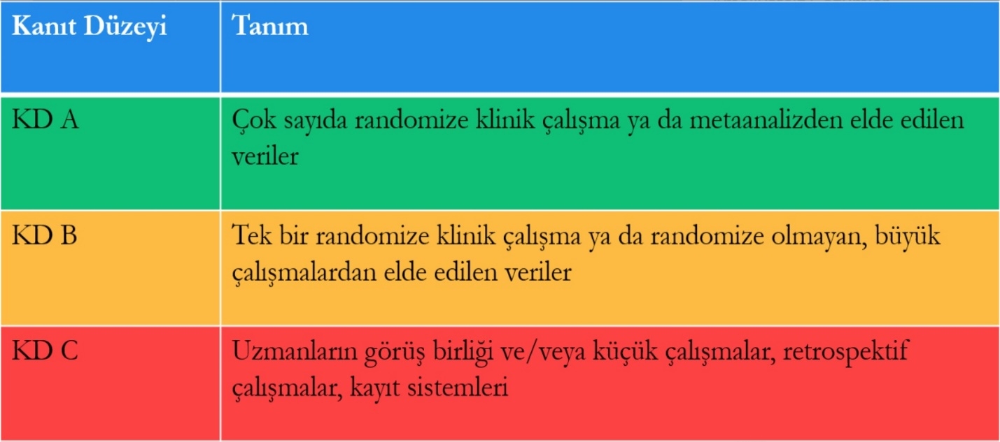 Kanıt Düzeyi
Tanım
KD A
Çok sayıda randomize klinik çalışma ya da metaanalizden elde edilen
veriler
KD B
Tek bir randomize klinik çalışma ya da randomize olmayan, büyük
çalışmalardan elde edilen veriler
KD C
Uzmanların görüş birliği ve/veya küçük çalışmalar, retrospektif
çalışmalar, kayıt sistemleri